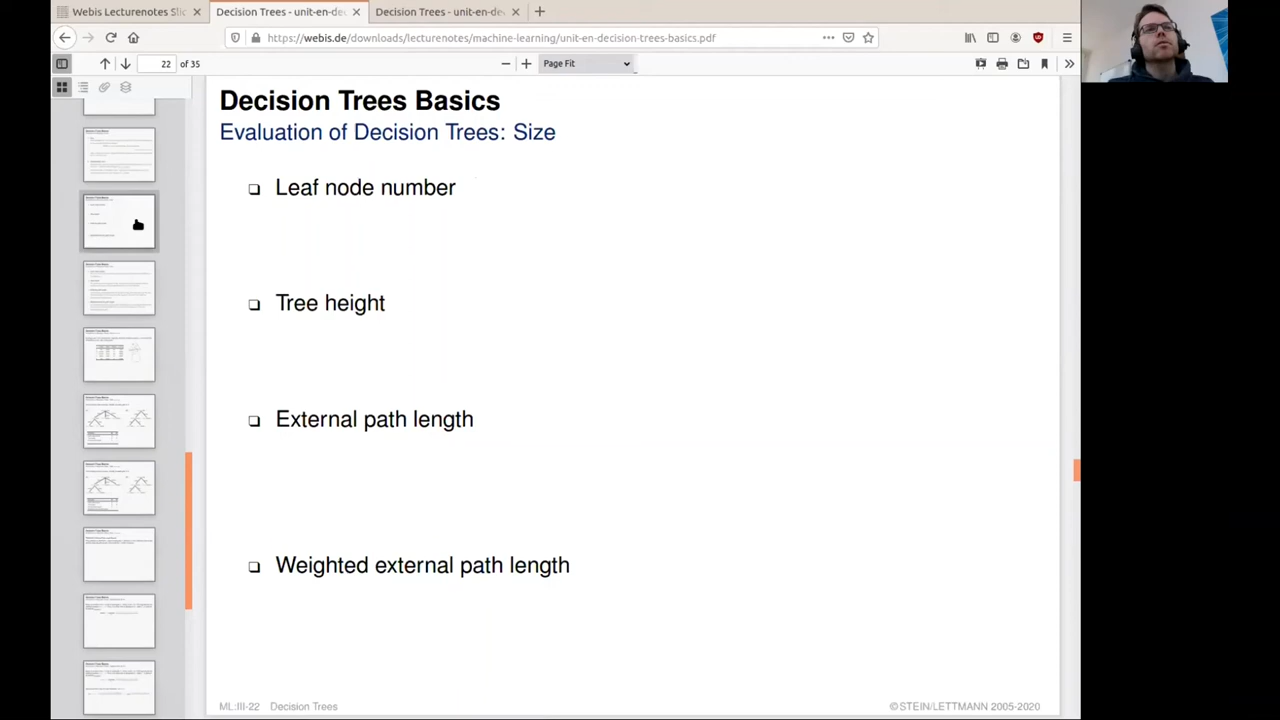 Webis Lecturenotes Slic
Decision Trees - unit-en-dec
Decision Trees - unit-en-de
https://webis.de/downloads/lecturenotes/machine-learning/unit-en-decision-trees-basics.pdf
22 of 35
Page Fit
Decision Trees Basics
Evaluation of Decision Trees: Size
❏ Leaf node number
❏ Tree height
❏ External path length
❏ Weighted external path length
ML:III-22 Decision Trees
© STEIN/LETTMANN 2005-2020